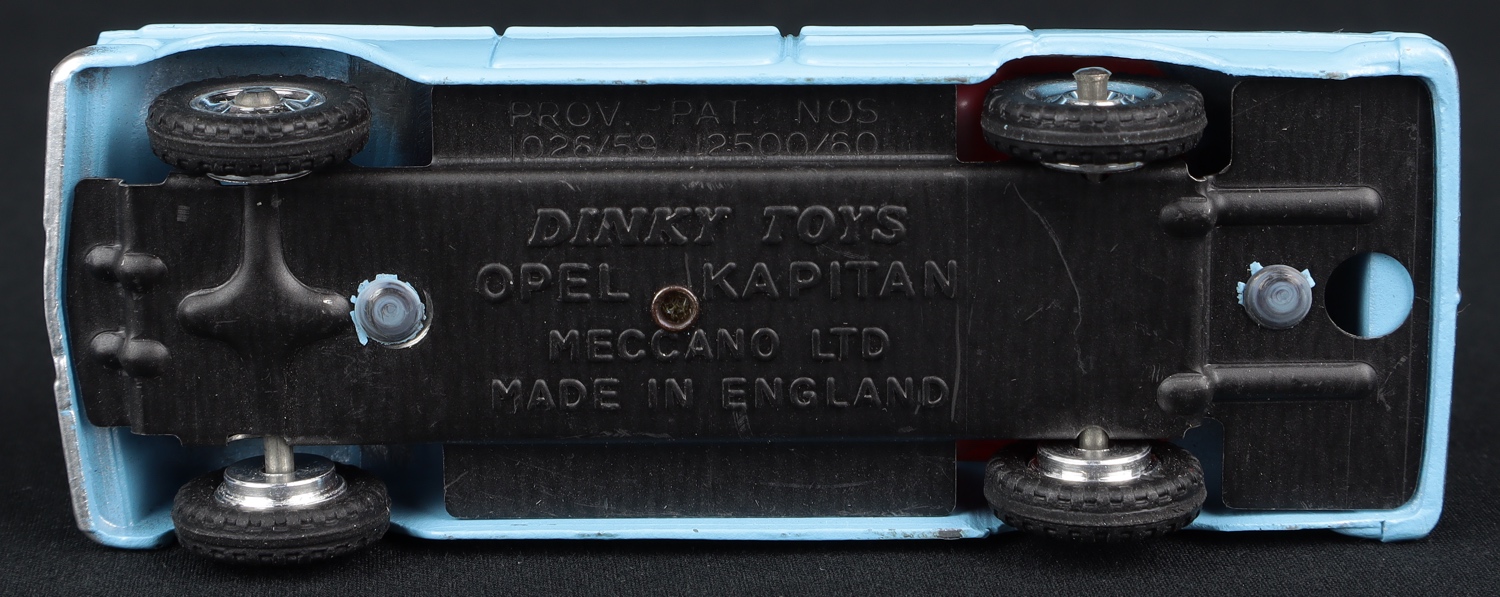 PROV. PAT. NOS
1026/59 12500/60
DINKY TOYS
OPEL KAPITAN
MECCANO LTD
MADE IN ENGLAND